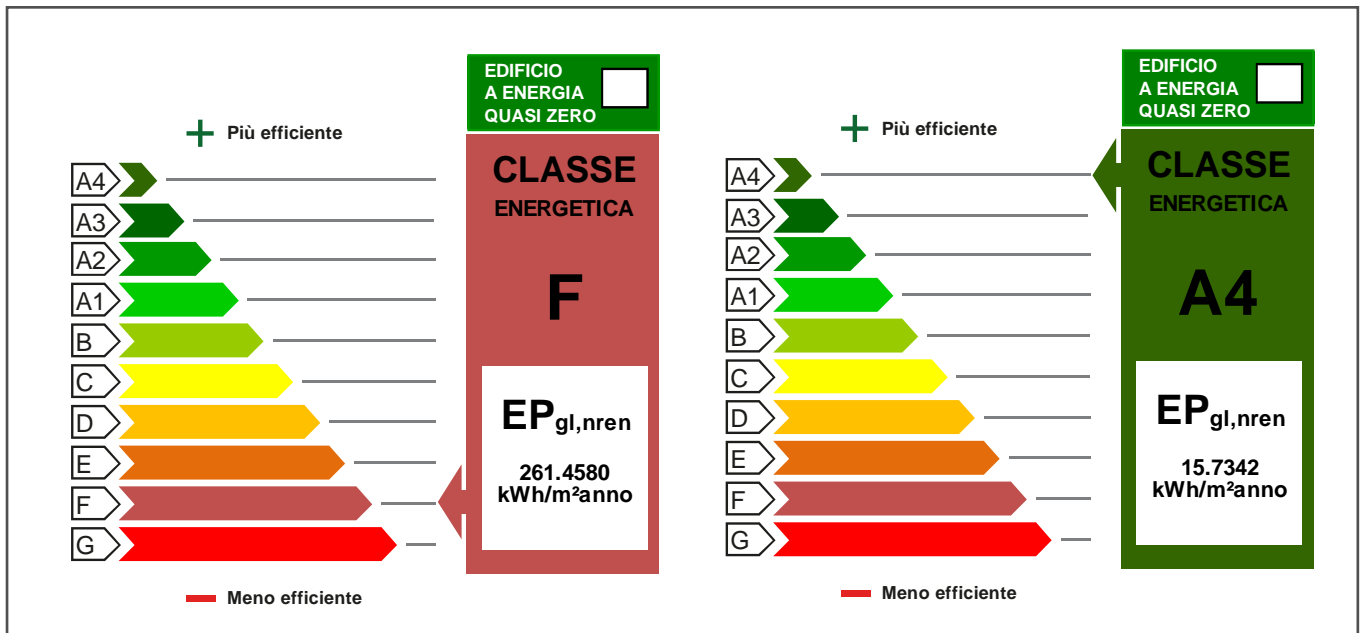 EDIFICIO
A ENERGIA
QUASI ZERO
Più efficiente
CLASSE
ENERGETICA
A4
A3
A2
A1
B
C
D
E
F
G
F
EPgl,nren
261.4580
kWh/m²anno
Meno efficiente
EDIFICIO
A ENERGIA
QUASI ZERO
Più efficiente
CLASSE
ENERGETICA
A4
A3
A2
A1
B
C
D
E
F
G
A4
EPgl,nren
15.7342
kWh/m²anno
Meno efficiente